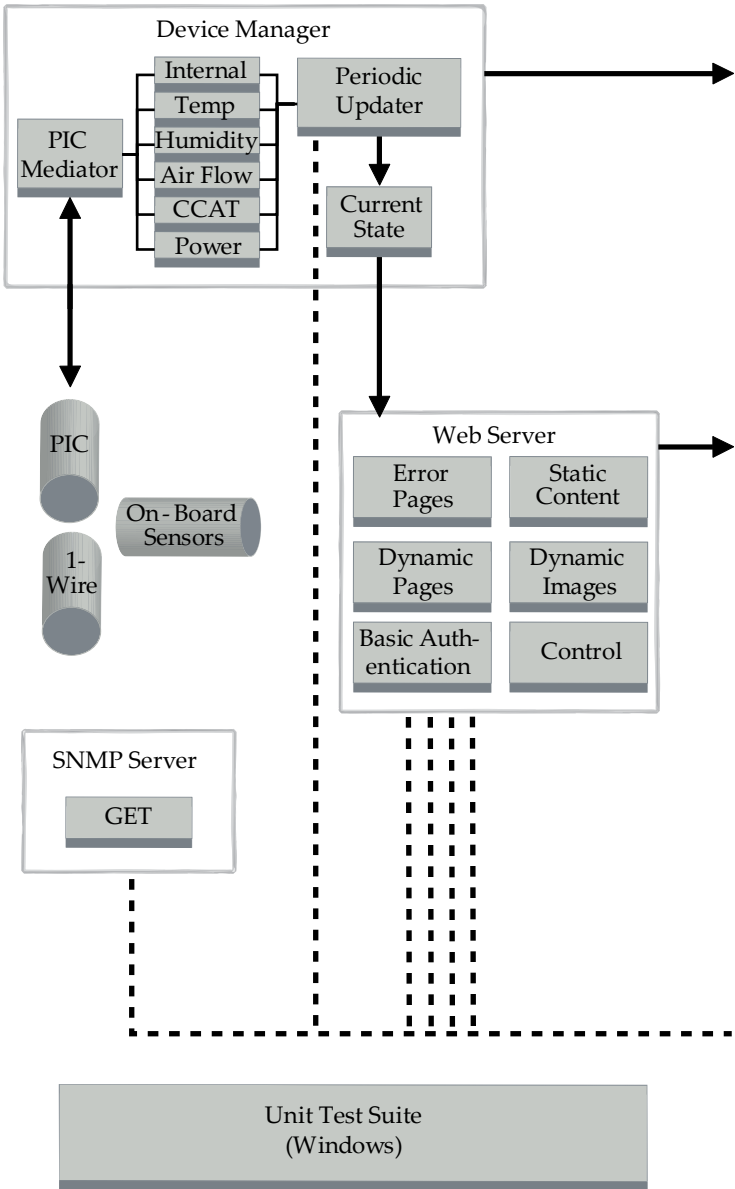 Device Manager
Internal
Temp
Humidity
Air Flow
CCAT
Power
PIC
Mediator
Periodic
Updater
Current
State
PIC
On-Board
Sensors
1-
Wire
Web Server
Error
Pages
Static
Content
Dynamic
Pages
Dynamic
Images
Basic Auth-
entication
Control
SNMP Server
GET
Unit Test Suite
(Windows)